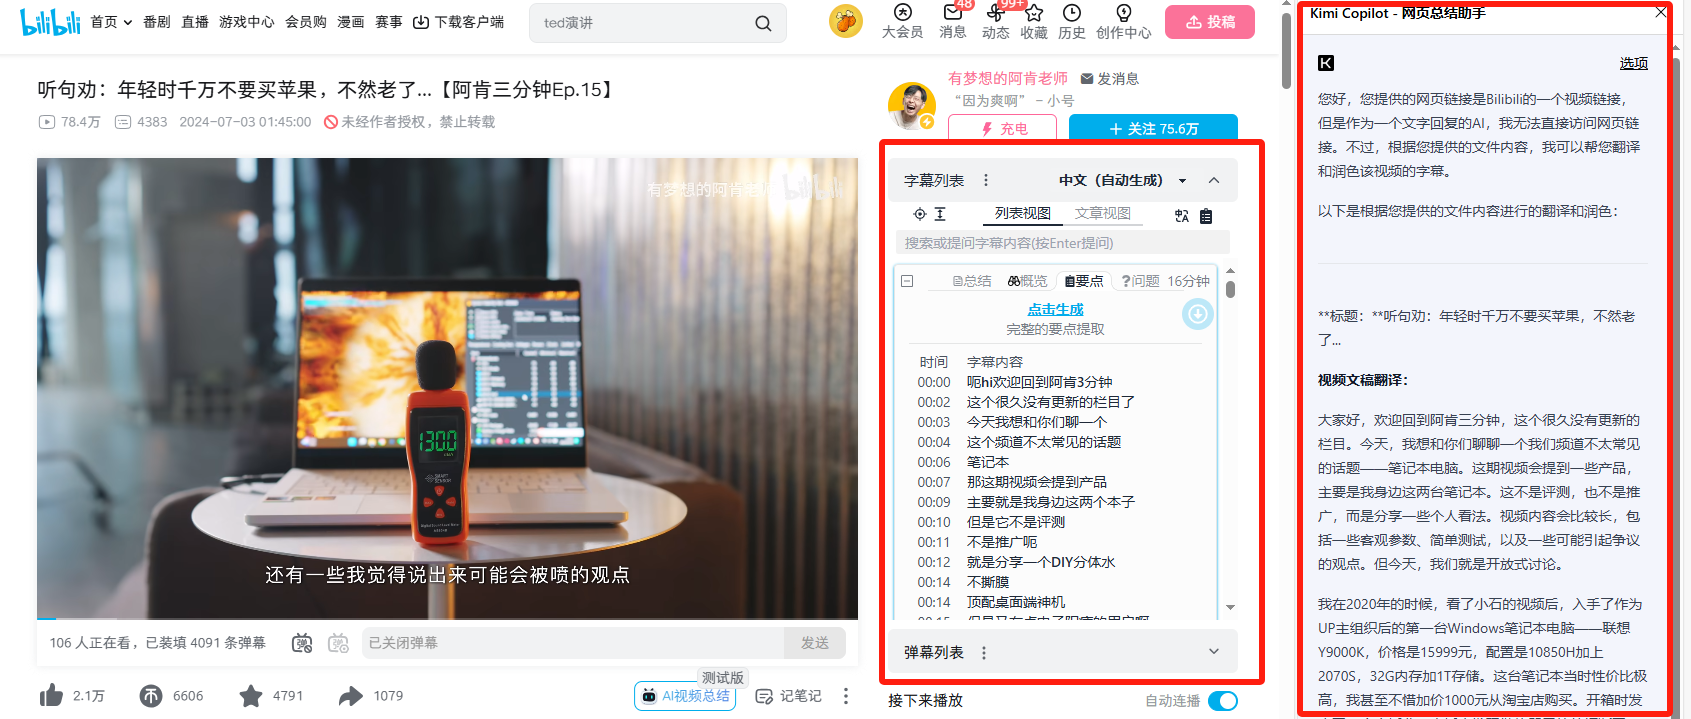 bilibili
首页 番剧 直播 游戏中心 会员购 漫画 赛事 下载客户端
ted演讲
大会员
48
消息
99+
动态
收藏
历史
创作中心
投稿
听句劝：年轻时千万不要买苹果，不然老了...【阿肯三分钟Ep.15】
78.4万 4383 2024-07-03 01:45:00 未经作者授权，禁止转载
有梦想的阿肯
bilibili
1300
还有一些我觉得说出来可能会被喷的观点
106 人正在看，已装填 4091 条弹幕
已关闭弹幕
发送
2.1万 6606 4791 1079
测试版
AI视频总结
记笔记
有梦想的阿肯老师 发消息
“因为爽啊” – 小号
充电
+ 关注 75.6万
字幕列表 中文（自动生成）
列表视图 文章视图
搜索或提问字幕内容(按Enter提问)
总结 概览 要点 ?问题 16分钟
点击生成
完整的要点提取
时间 字幕内容
00:00 呃hi欢迎回到阿肯3分钟
00:02 这个很久没有更新的栏目了
00:03 今天我想和你们聊一个
00:04 这个频道不太常见的话题
00:06 笔记本
00:07 那这期视频会提到产品
00:09 主要就是我身边这两个本子
00:10 但是它不是评测
00:11 不是推广呃
00:12 就是分享一个DIY分体水
00:14 不撕膜
00:14 顶配桌面端神机
弹幕列表
接下来播放 自动连播
Kimi Copilot - 网页总结助手
选项
您好，您提供的网页链接是Bilibili的一个视频链接，
但是作为一个文字回复的AI，我无法直接访问网页链
接。不过，根据您提供的文件内容，我可以帮您翻译
和润色该视频的字幕。
以下是根据您提供的文件内容进行的翻译和润色：
**标题：**听句劝：年轻时千万不要买苹果，不然老
了...
视频文稿翻译：
大家好，欢迎回到阿肯三分钟，这个很久没有更新的
栏目。今天，我想和你们聊聊一个我们频道不太常见
的话题——笔记本电脑。这期视频会提到一些产品，
主要是我身边这两台笔记本。这不是评测，也不是推
广，而是分享一些个人看法。视频内容会比较长，包
括一些客观参数、简单测试，以及一些可能引起争议
的观点。但今天，我们就是开放式讨论。
我在2020年的时候，看了小石的视频后，入手了作为
UP主组织后的第一台Windows笔记本电脑——联想
Y9000K，价格是15999元，配置是10850H加上
2070S，32G内存加1T存储。这台笔记本当时性价比极
高，我甚至不惜加价1000元从淘宝店购买。开箱时发